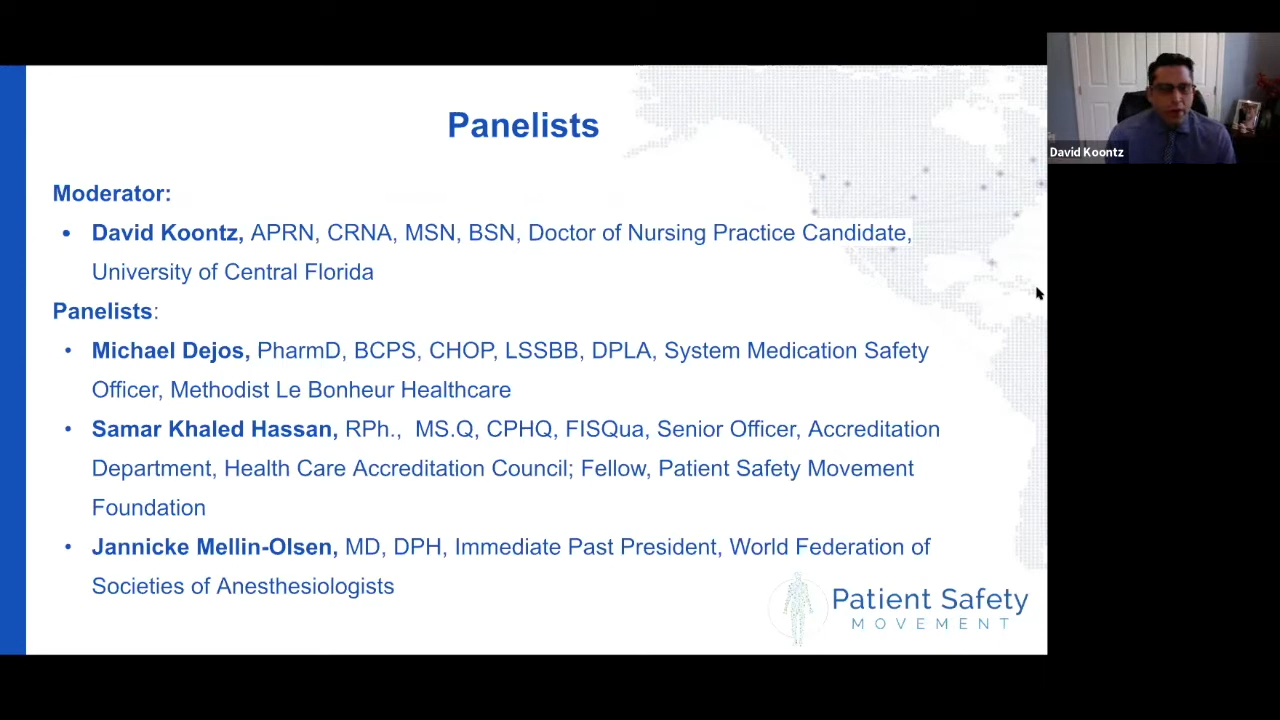 Panelists
Moderator:
• David Koontz, APRN, CRNA, MSN, BSN, Doctor of Nursing Practice Candidate,
University of Central Florida
Panelists:
• Michael Dejos, PharmD, BCPS, CHOP, LSSBB, DPLA, System Medication Safety
Officer, Methodist Le Bonheur Healthcare
• Samar Khaled Hassan, RPh., MS.Q, CPHQ, FISQua, Senior Officer, Accreditation
Department, Health Care Accreditation Council; Fellow, Patient Safety Movement
Foundation
• Jannicke Mellin-Olsen, MD, DPH, Immediate Past President, World Federation of
Societies of Anesthesiologists
Patient Safety
MOVEMENT
David Koontz